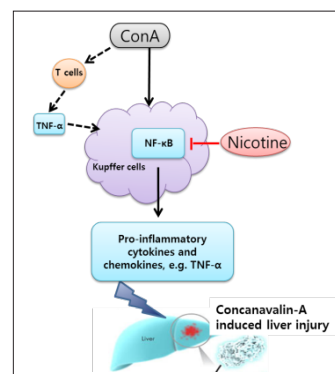 ConA
T cells
TNF-α
NF-κB
Nicotine
Kupffer cells
Pro-inflammatory
cytokines and
chemokines, e.g. TNF-α
Concanavalin-A
induced liver injury
Liver